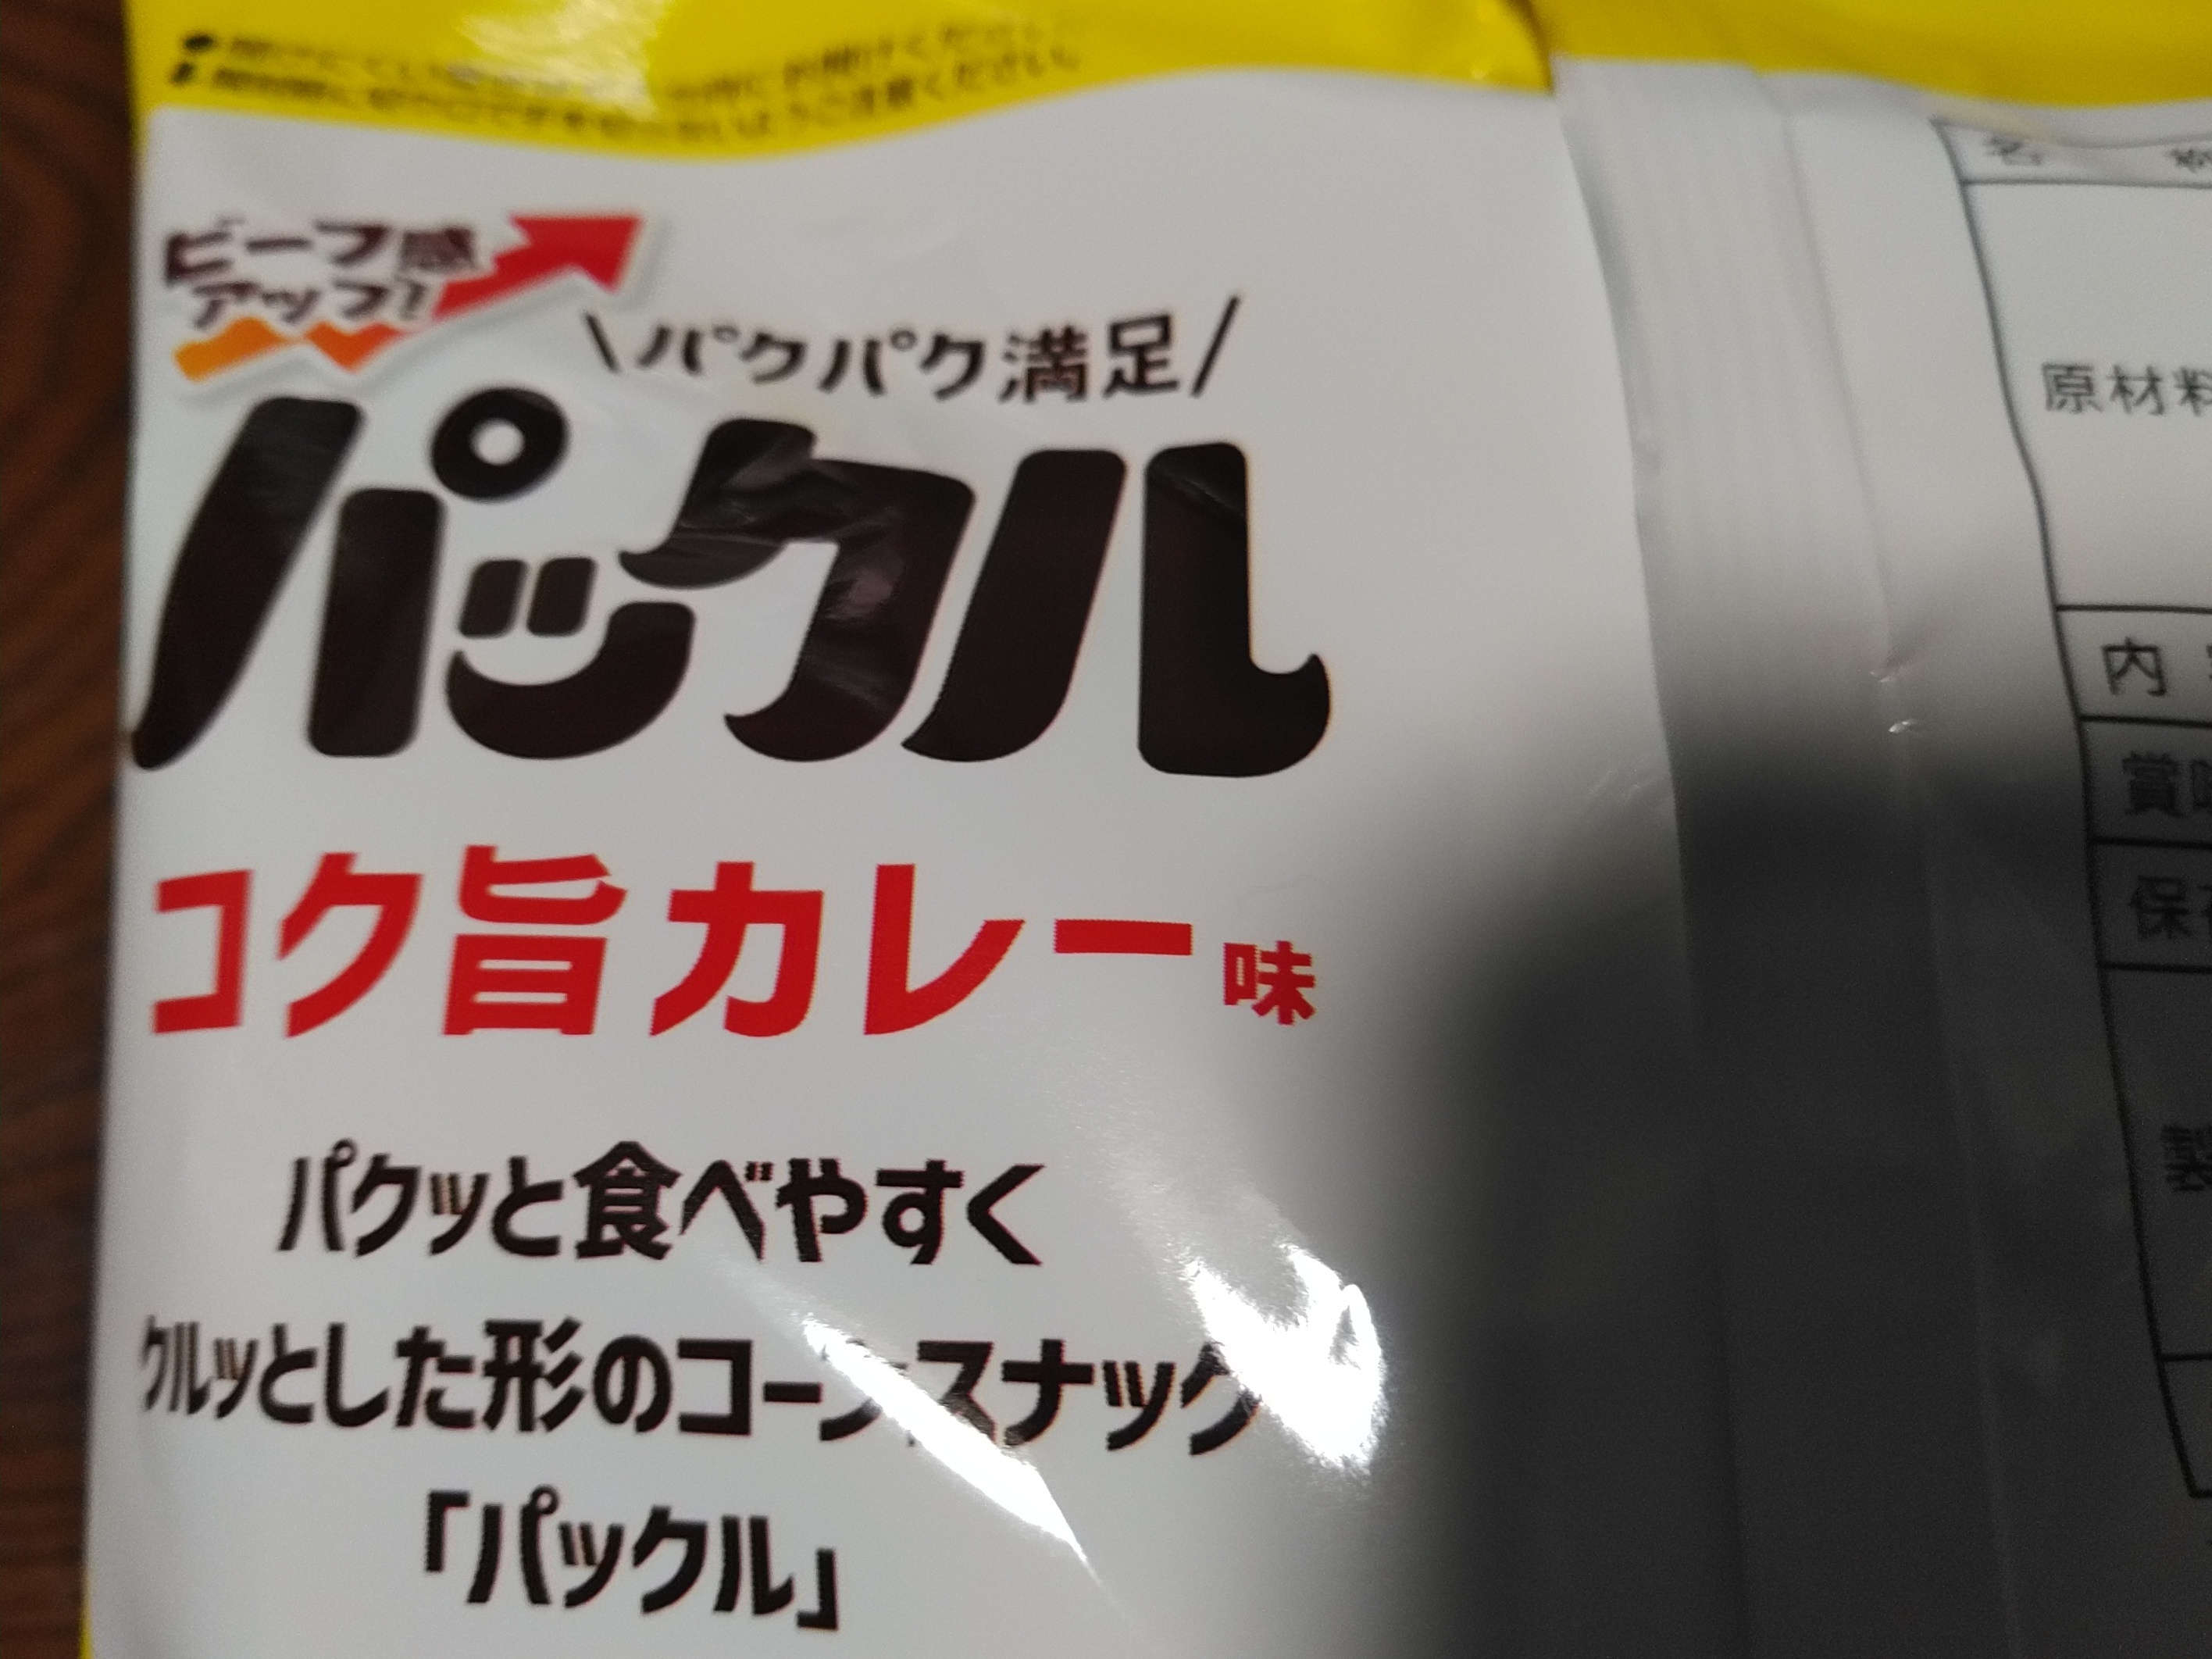 ビーフ感
アップ!
\パクパク満足/
パックル
コク旨カレー味
パクッと食べやすく
クルッとした形のコーンスナック
「パックル」
名
原材料
内
賞味
保存
製